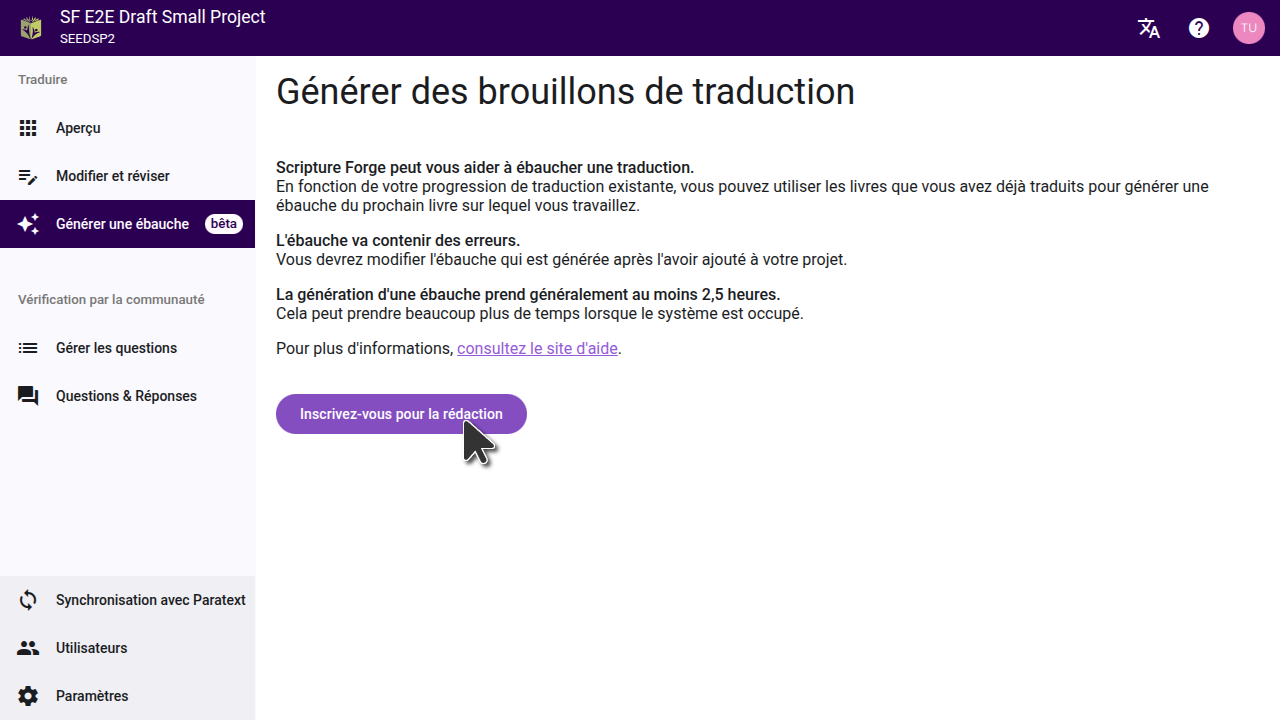 SF E2E Draft Small Project
SEEDSP2
TU
Traduire
Aperçu
Modifier et réviser
Générer une ébauche bêta
Vérification par la communauté
Gérer les questions
Questions & Réponses
Synchronisation avec Paratext
Utilisateurs
Paramètres
Générer des brouillons de traduction
Scripture Forge peut vous aider à ébaucher une traduction.
En fonction de votre progression de traduction existante, vous pouvez utiliser les livres que vous avez déjà traduits pour générer une
ébauche du prochain livre sur lequel vous travaillez.
L'ébauche va contenir des erreurs.
Vous devrez modifier l'ébauche qui est générée après l'avoir ajouté à votre projet.
La génération d'une ébauche prend généralement au moins 2,5 heures.
Cela peut prendre beaucoup plus de temps lorsque le système est occupé.
Pour plus d'informations, consultez le site d'aide.
Inscrivez-vous pour la rédaction